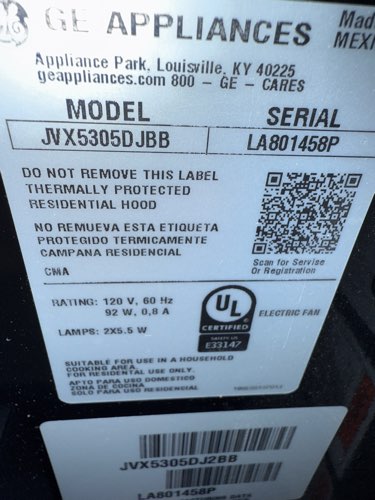 GE APPLIANCES
Made
MEXI
Appliance Park, Louisville, KY 40225
geappliances.com 800 - GE - CARES
MODEL
SERIAL
JVX5305DJBB
LA801458P
DO NOT REMOVE THIS LABEL
THERMALLY PROTECTED
RESIDENTIAL HOOD
NO REMUEVA ESTA ETIQUETA
PROTEGIDO TERMICAMENTE
CAMPANA RESIDENCIAL
CMA
Scan for Service
Or Registration
RATING: 120 V, 60 Hz
92 W, 0,8 A
LAMPS: 2X5.5 W
UL
CERTIFIED
SAFETY US
E33147
ELECTRIC FAN
SUITABLE FOR USE IN A HOUSEHOLD
COOKING AREA.
FOR RESIDENTIAL USE ONLY.
APTO PARA USO DOMESTICO
ZONA DE COCINA
SOLO PARA USO RESIDENCIAL
JVX5305DJ2BB
LA801458P